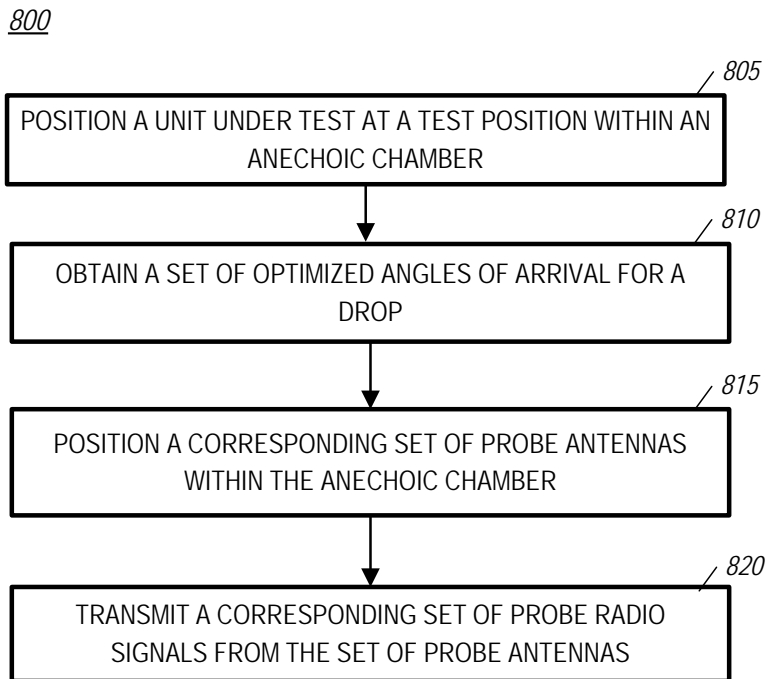 800
805
POSITION A UNIT UNDER TEST AT A TEST POSITION WITHIN AN
ANECHOIC CHAMBER
810
OBTAIN A SET OF OPTIMIZED ANGLES OF ARRIVAL FOR A
DROP
815
POSITION A CORRESPONDING SET OF PROBE ANTENNAS
WITHIN THE ANECHOIC CHAMBER
820
TRANSMIT A CORRESPONDING SET OF PROBE RADIO
SIGNALS FROM THE SET OF PROBE ANTENNAS